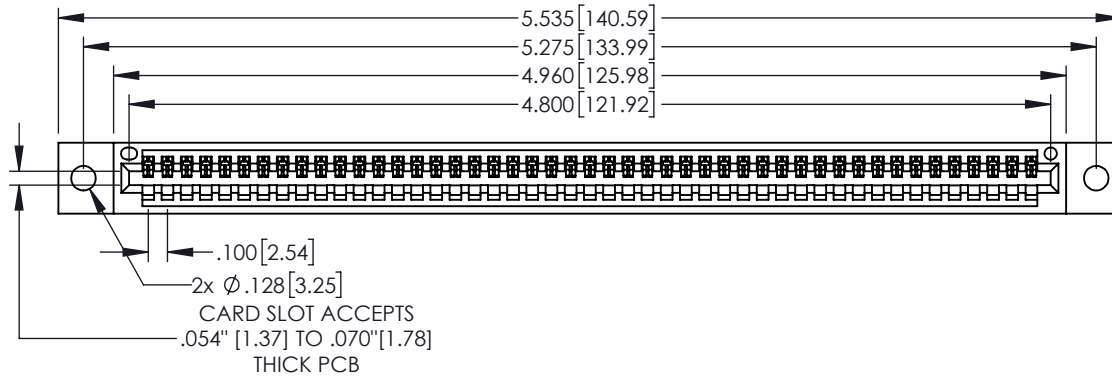 5.535[140.59]
5.275[133.99]
4.960[125.98]
4.800[121.92]
.100[2.54]
2x Ø.128[3.25]
CARD SLOT ACCEPTS
.054" [1.37] TO .070"[1.78]
THICK PCB